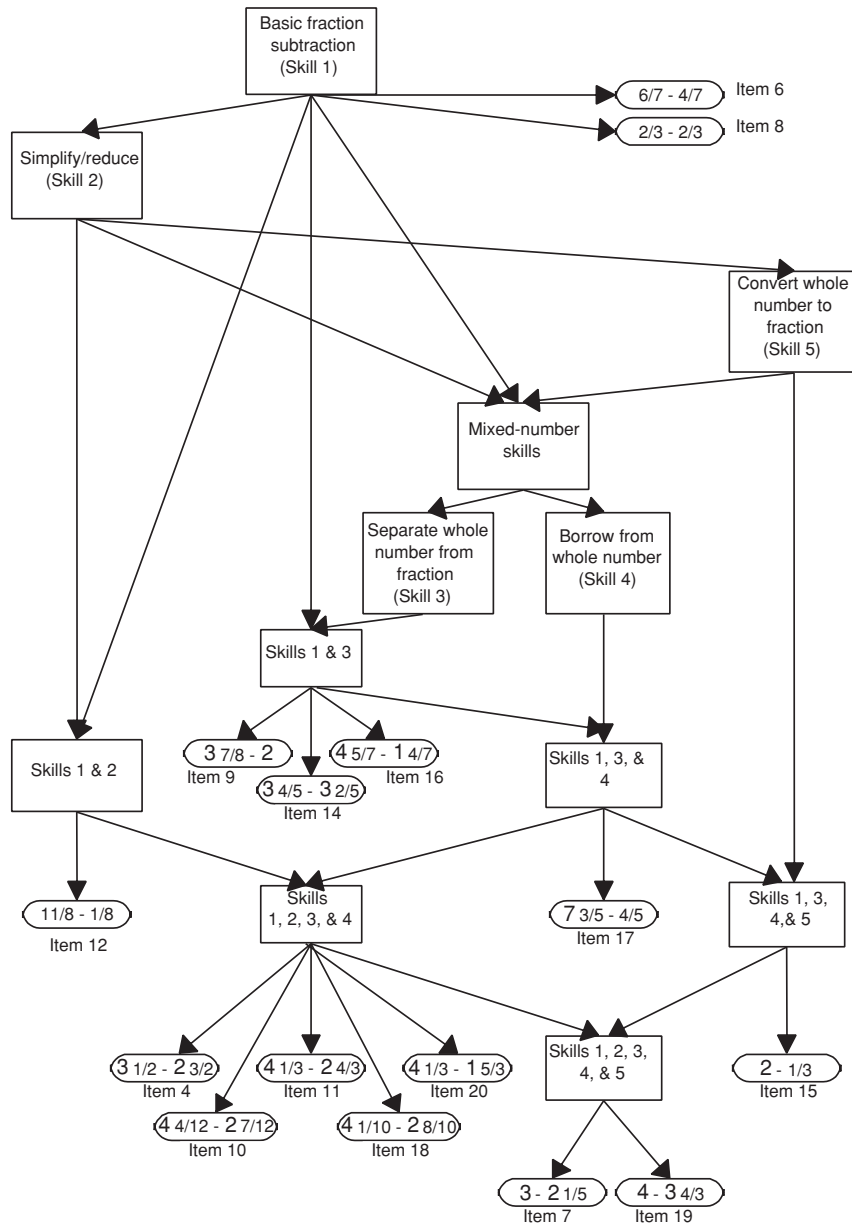 Basic fraction
subtraction
(Skill 1)
6/7 - 4/7
Item 6
2/3 - 2/3
Item 8
Simplify/reduce
(Skill 2)
Convert whole
number to
fraction
(Skill 5)
Mixed-number
skills
Separate whole
number from
fraction
(Skill 3)
Borrow from
whole number
(Skill 4)
Skills 1 & 3
Skills 1 & 2
3 7/8 - 2
Item 9
4 5/7 - 1 4/7
Item 16
3 4/5 - 3 2/5
Item 14
Skills 1, 3, &
4
11/8 - 1/8
Item 12
Skills
1, 2, 3, & 4
7 3/5 - 4/5
Item 17
Skills 1, 3,
4,& 5
3 1/2 - 2 3/2
Item 4
4 1/3 - 2 4/3
Item 11
4 1/3 - 1 5/3
Item 20
4 4/12 - 2 7/12
Item 10
4 1/10 - 2 8/10
Item 18
Skills 1, 2, 3,
4, & 5
2 - 1/3
Item 15
3 - 2 1/5
Item 7
4 - 3 4/3
Item 19